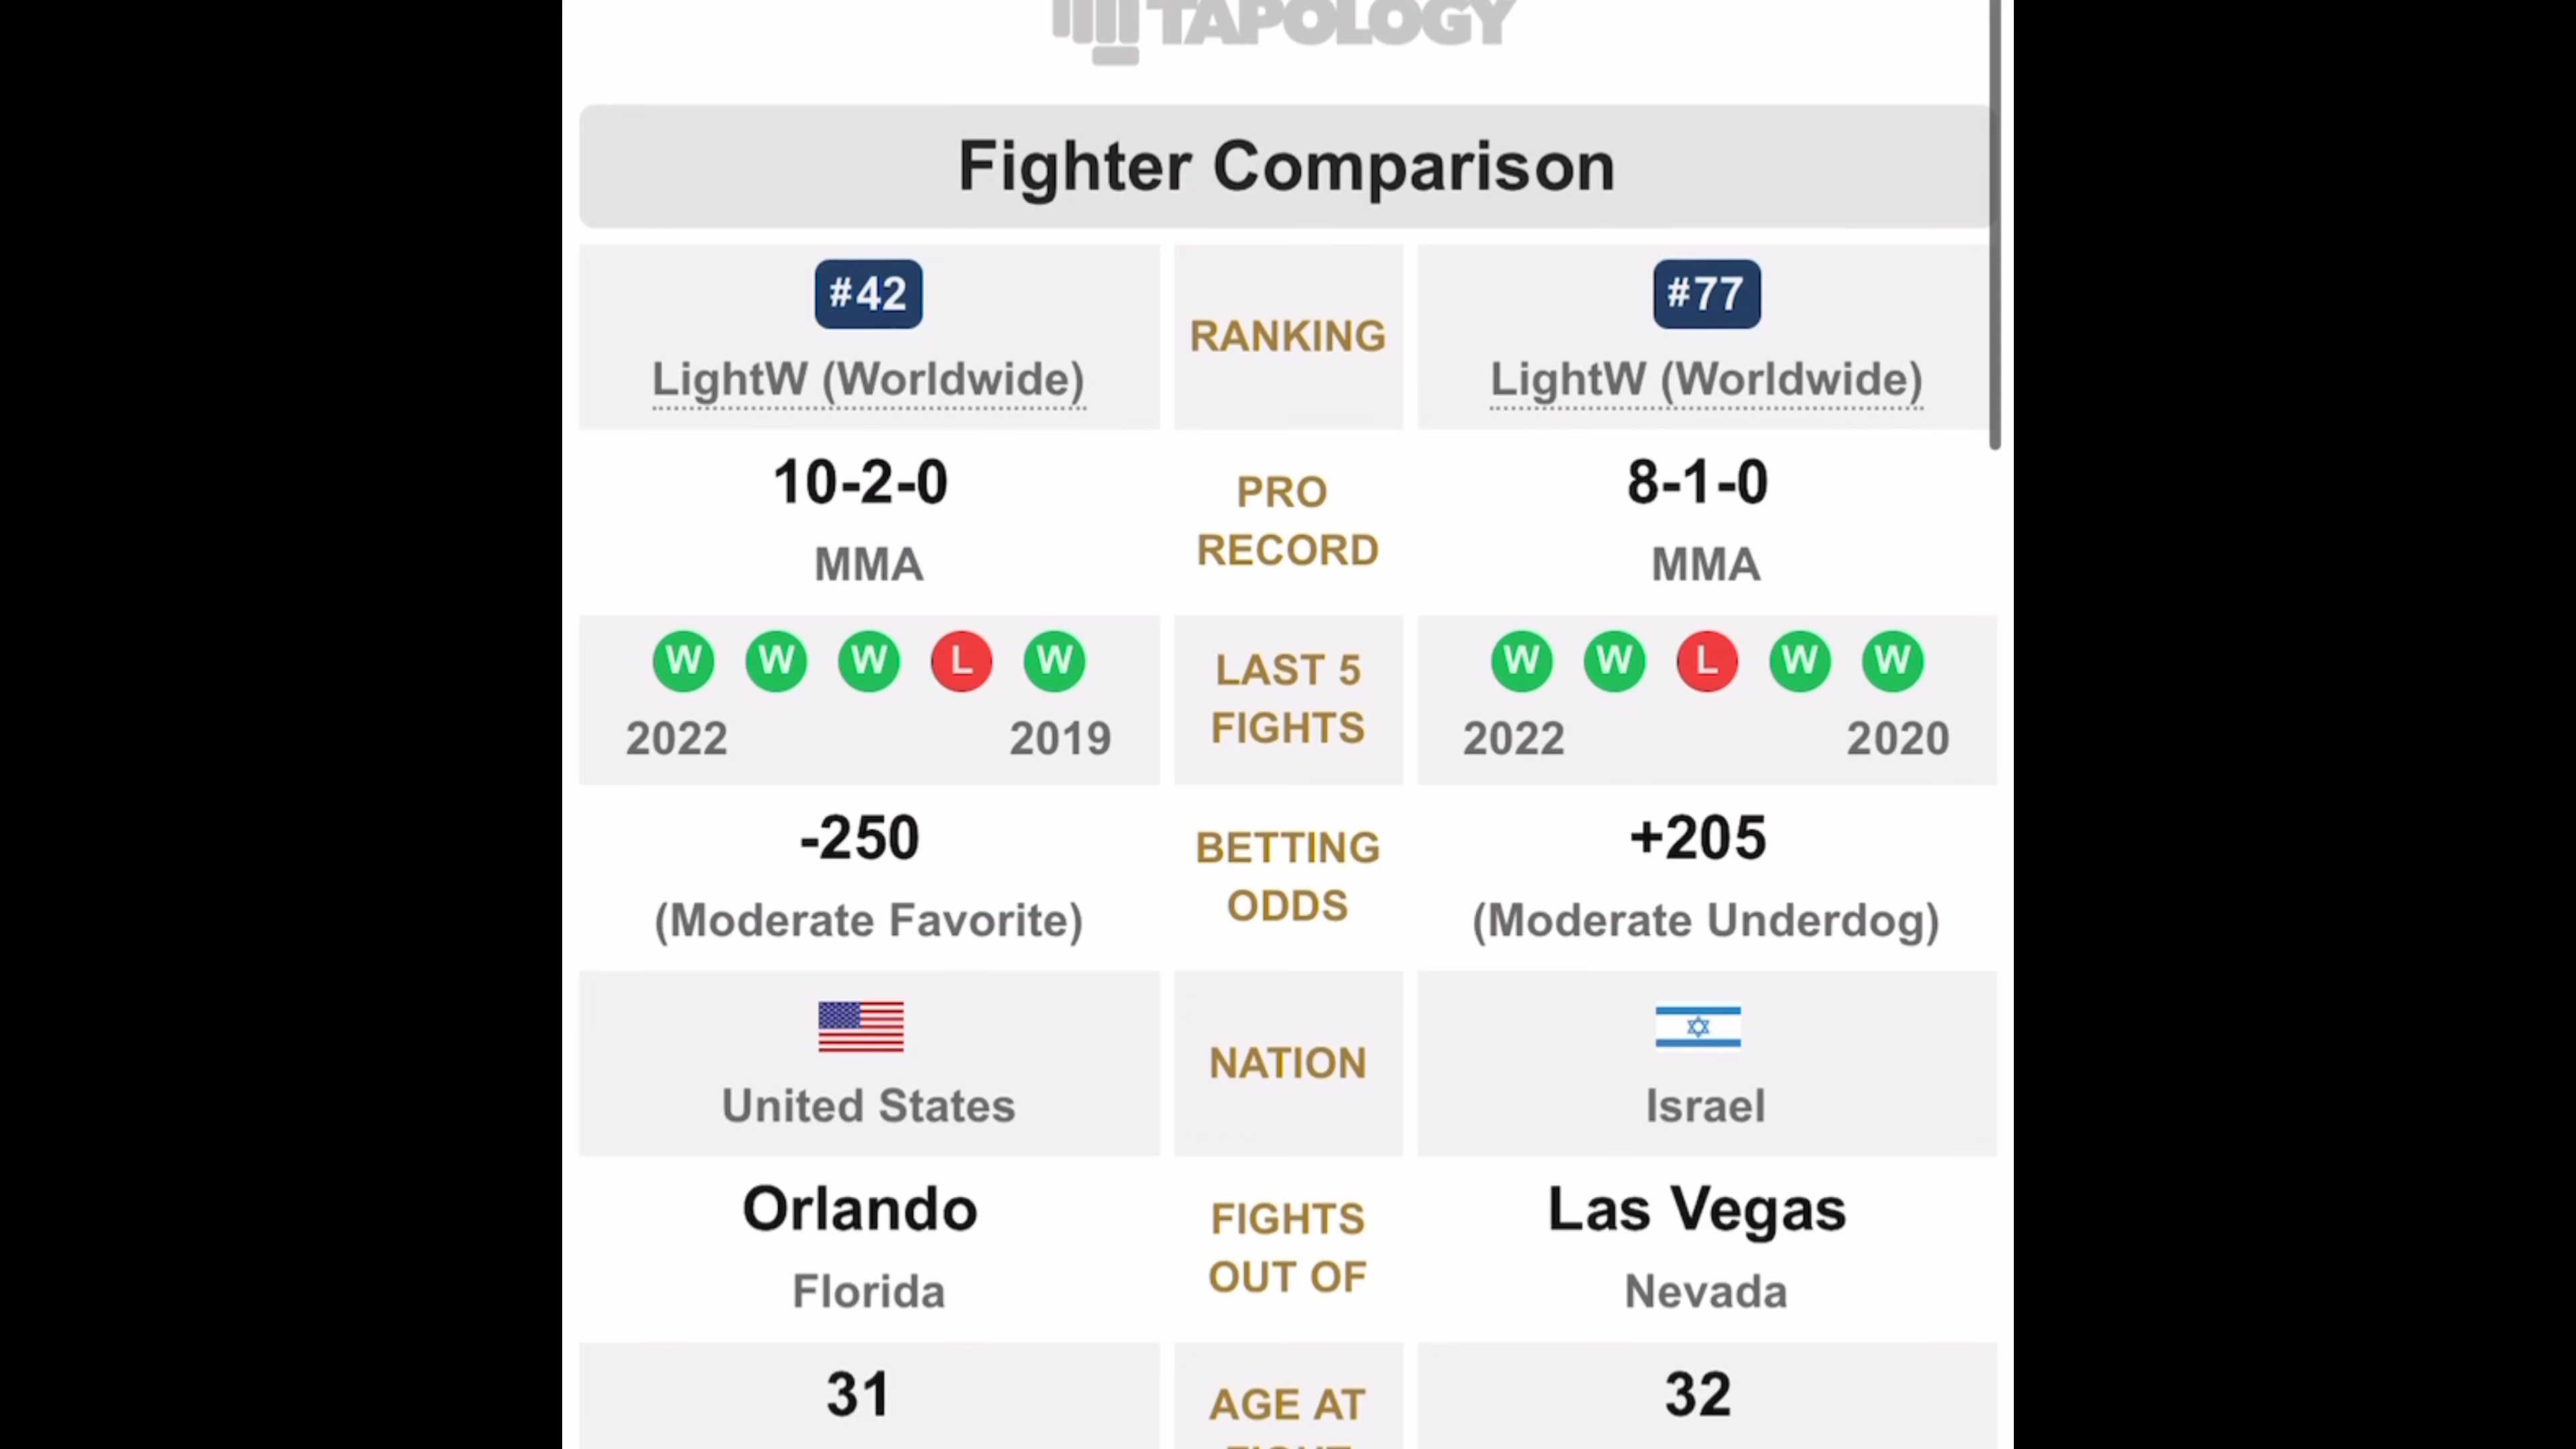 TAPOLOGY
Fighter Comparison
#42 RANKING #77
LightW (Worldwide) LightW (Worldwide)
10-2-0 PRO RECORD 8-1-0
MMA MMA
W W W L W LAST 5 FIGHTS W W L W W
2022 2019 2022 2020
-250 BETTING ODDS +205
(Moderate Favorite) (Moderate Underdog)
NATION
United States Israel
Orlando FIGHTS OUT OF Las Vegas
Florida Nevada
31 AGE AT 32